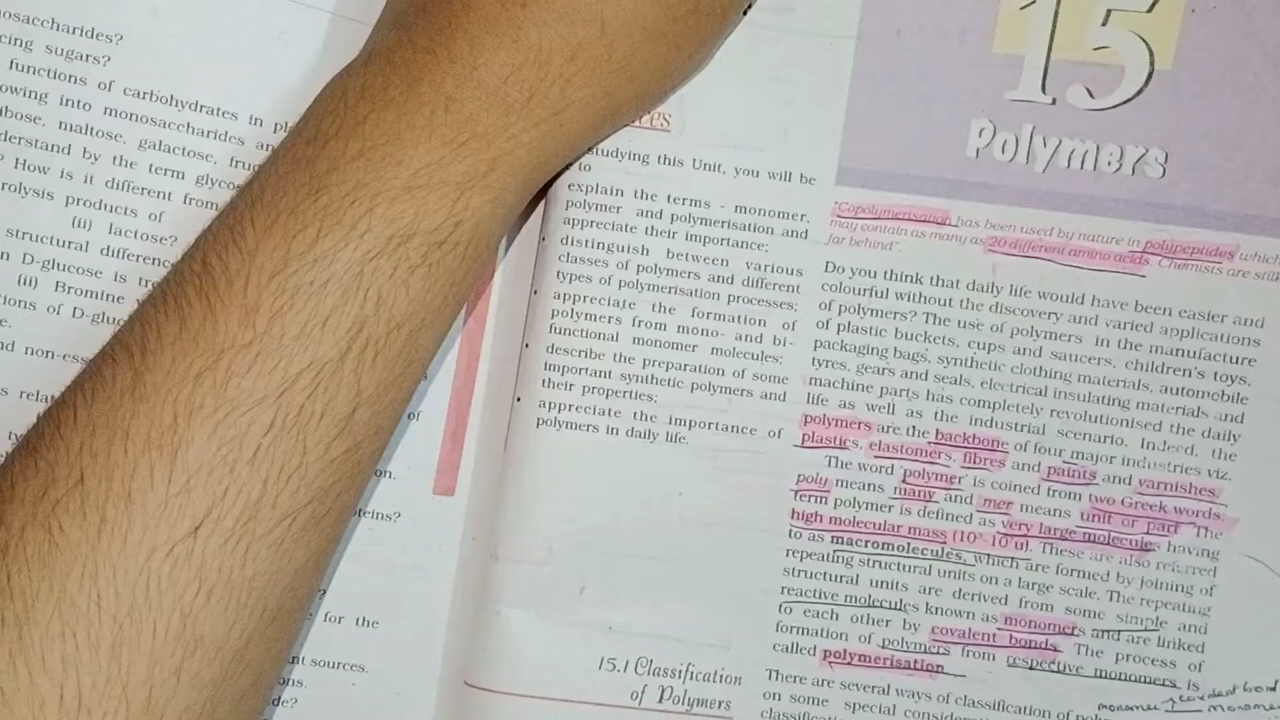 osaccharides?
cing sugars?
functions of carbohydrates in
owing into monosaccharides
ibose, maltose, galactose,
derstand by the term
? How is it different from
rolysis products of
(ii) lactose?
structural
n D-glucose is
(ii) Bromine
tions of
e.
nd
s
of
on.
teins?
?
for the
nt sources.
ons.
de?
studying this Unit, you will be
to
explain the terms - monomer,
polymer and polymerisation and
appreciate their importance;
• distinguish between various
classes of polymers and different
types of polymerisation processes;
• appreciate the formation of
polymers from mono- and bi-
functional monomer molecules;
• describe the preparation of some
important synthetic polymers and
their properties;
• appreciate the importance of
polymers in daily life.
15.1 Classification
of Polymers
15
Polymers
"Copolymerisation has been used by nature in polypeptides which
may contain as many as 20 different amino acids. Chemists are still
far behind".
Do you think that daily life would have been easier and
colourful without the discovery and varied applications
of polymers? The use of polymers in the manufacture
of plastic buckets, cups and saucers, children's toys,
packaging bags, synthetic clothing materials, automobile
tyres, gears and seals, electrical insulating materials and
machine parts has completely revolutionised the daily
life as well as the industrial scenario. Indeed, the
polymers are the backbone of four major industries viz.
plastics, elastomers, fibres and paints and varnishes.
The word 'polymer' is coined from two Greek words:
poly means many and mer means unit or part. The
term polymer is defined as very large molecules having
high molecular mass (10³-10⁷u). These are also referred
to as macromolecules, which are formed by joining of
repeating structural units on a large scale. The repeating
structural units are derived from some simple and
reactive molecules known as monomers and are linked
to each other by covalent bonds. The process of
formation of polymers from respective monomers is
called polymerisation
There are several ways of classification of
on some special
covalent bond
monomer